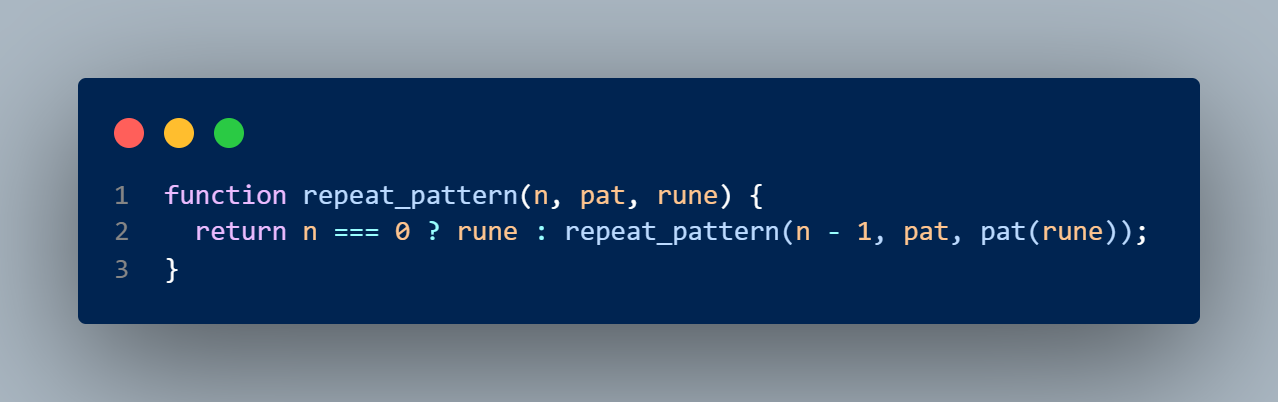 1 function repeat_pattern(n, pat, rune) {
2   return n === 0 ? rune : repeat_pattern(n - 1, pat, pat(rune));
3 }